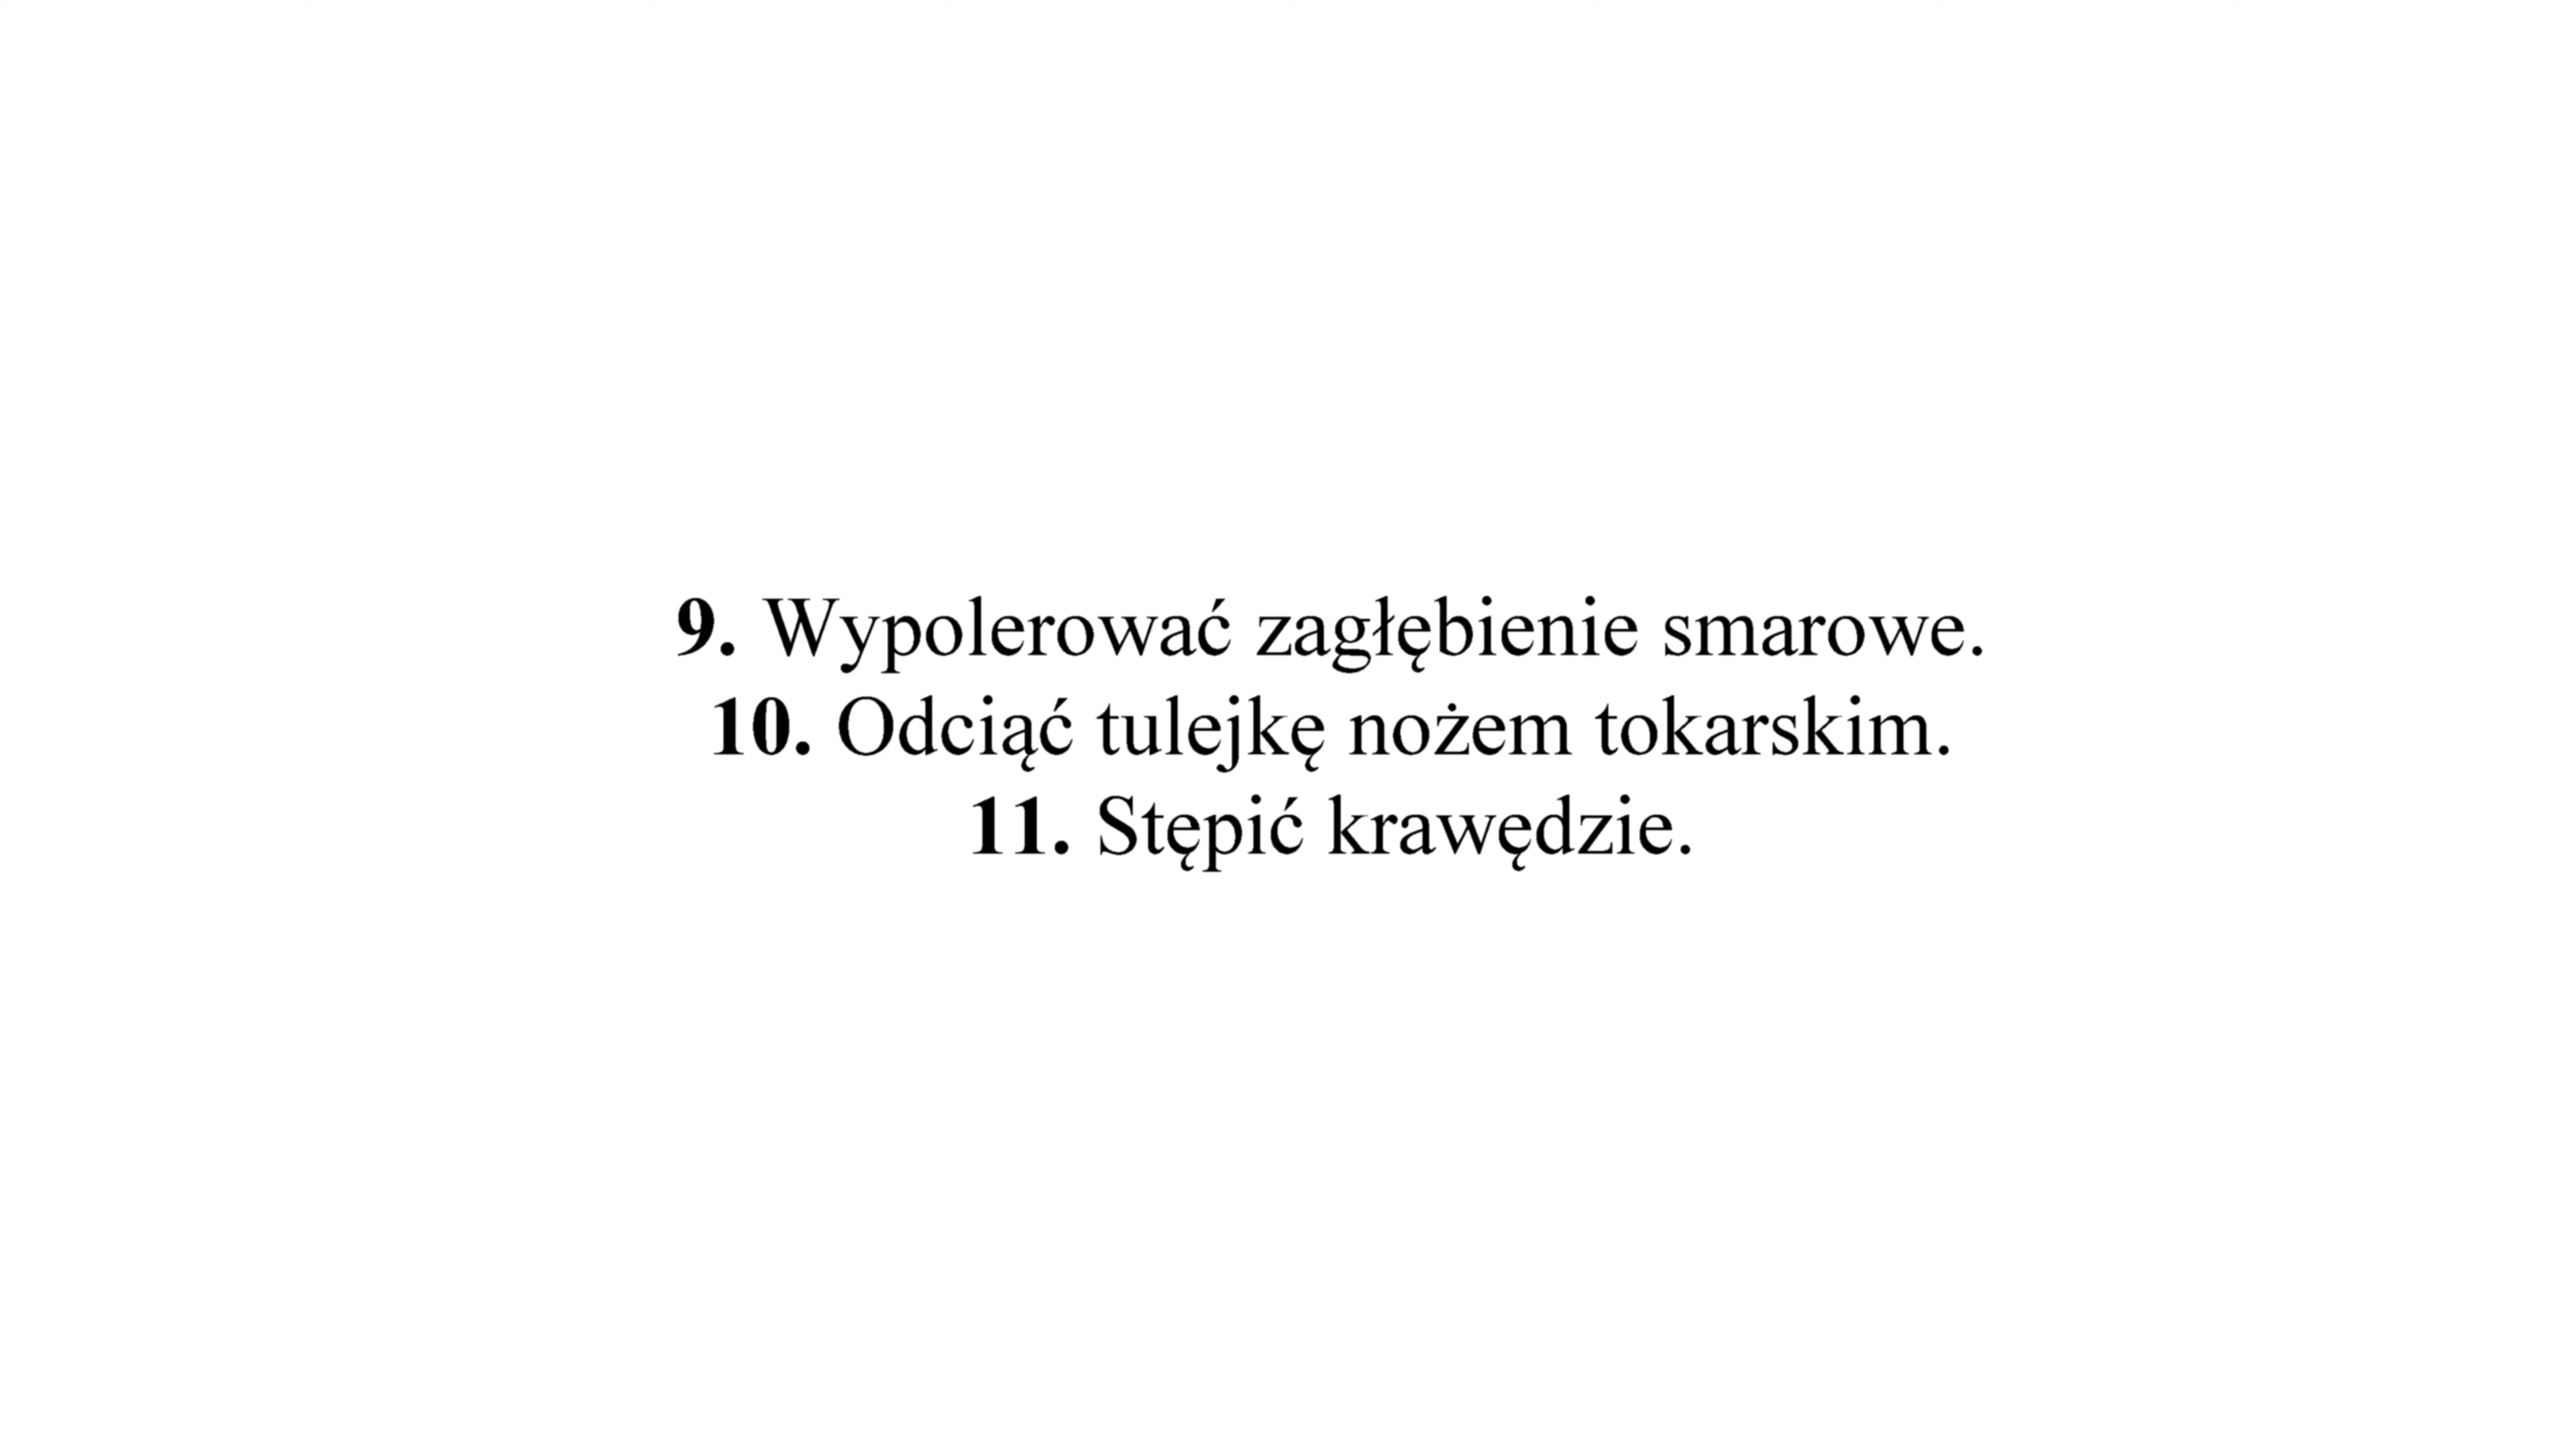 9. Wypolerować zagłębienie smarowe.
10. Odciąć tulejkę nożem tokarskim.
11. Stępić krawędzie.